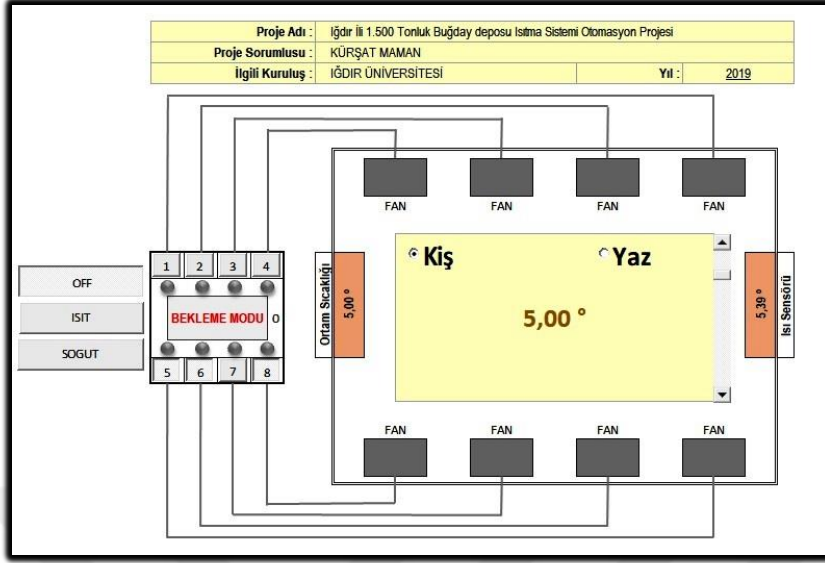 Proje Adı : Iğdır İli 1.500 Tonluk Buğday deposu Isıtma Sistemi Otomasyon Projesi
Proje Sorumlusu : KÜRŞAT MAMAN
İlgili Kuruluş : IĞDIR ÜNİVERSİTESİ Yıl : 2019
FAN FAN FAN FAN
1 2 3 4
Kiş Yaz
OFF
ISIT
SOGUT
BEKLEME MODU 0
Ortam Sıcaklığı 5,00 °
5,00 °
5,39 ° Isı Sensörü
5 6 7 8
FAN FAN FAN FAN